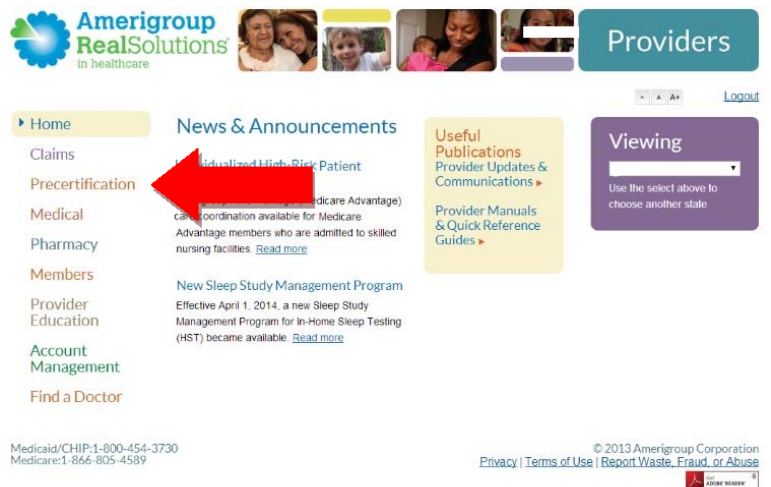 Amerigroup
RealSolutions
in healthcare
Providers
A A A+
Logout
Home
Claims
Precertification
Medical
Pharmacy
Members
Provider
Education
Account
Management
Find a Doctor
News & Announcements
High-Risk Patient
Medicare Advantage)
coordination available for Medicare
Advantage members who are admitted to skilled
nursing facilities. Read more
New Sleep Study Management Program
Effective April 1, 2014, a new Sleep Study
Management Program for In-Home Sleep Testing
(HST) became available. Read more
Useful
Publications
Provider Updates &
Communications
Provider Manuals
& Quick Reference
Guides
Viewing
Use the select above to
choose another state
Medicaid/CHIP:1-800-454-3730
Medicare:1-866-805-4589
© 2013 Amerigroup Corporation
Privacy | Terms of Use | Report Waste, Fraud, or Abuse
Get
ADOBE READER